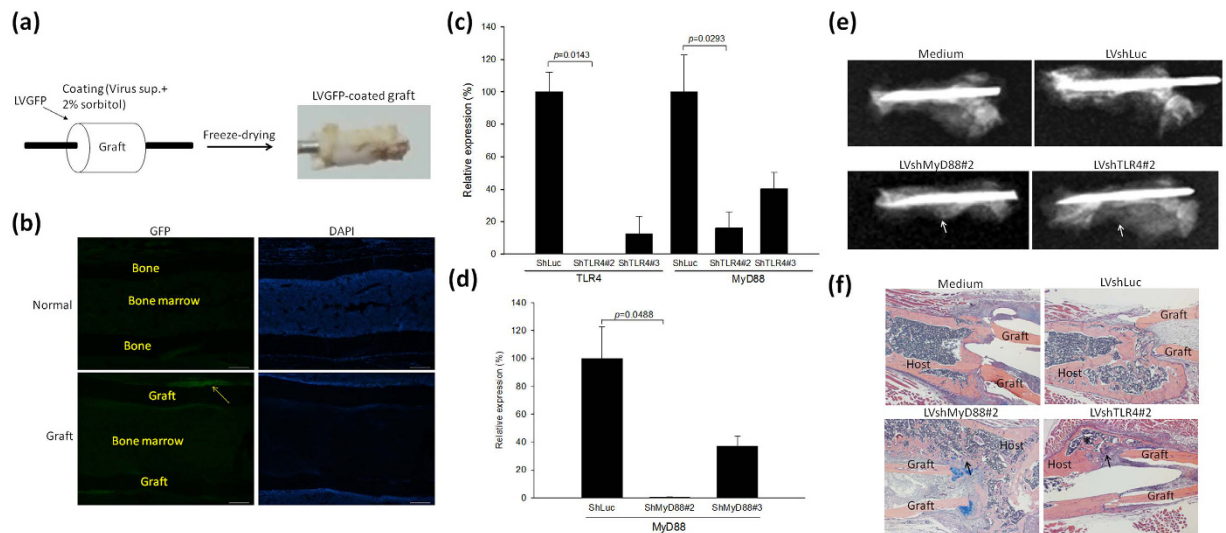 (a)
Coating (Virus sup.+
2% sorbitol)
LVGFP
Graft
Freeze-drying
LVGFP-coated graft
(b)
GFP
DAPI
Normal
Bone
Bone marrow
Bone
Graft
Graft
Bone marrow
Graft
(c)
Relative expression (%)
140
120
100
80
60
40
20
0
p=0.0143
p=0.0293
ShLuc
ShTLR4#2
ShTLR4#3
ShLuc
ShTLR4#2
ShTLR4#3
TLR4
MyD88
(d)
Relative expression (%)
140
120
100
80
60
40
20
0
p=0.0488
ShLuc
ShMyD88#2
ShMyD88#3
MyD88
(e)
Medium
LVshLuc
LVshMyD88#2
LVshTLR4#2
(f)
Medium
LVshLuc
Graft
Host
Graft
Graft
Graft
Host
LVshMyD88#2
LVshTLR4#2
Host
Graft
Graft
Host
Graft
Graft